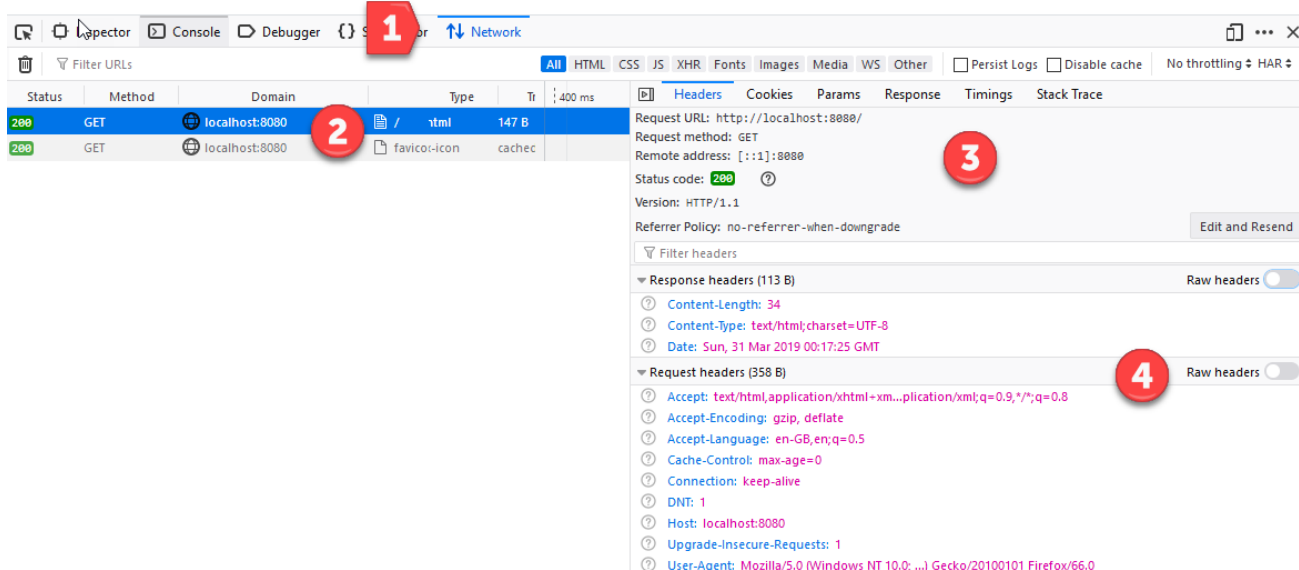 Inspector Console Debugger {} S 1 or Network
Filter URLs All HTML CSS JS XHR Fonts Images Media WS Other Persist Logs Disable cache No throttling HAR
Status Method Domain Type Tr 400 ms Headers Cookies Params Response Timings Stack Trace
200 GET localhost:8080 2 / html 147 B
200 GET localhost:8080 favico:-icon cachec
Request URL: http://localhost:8080/
Request method: GET
Remote address: [::1]:8080
3
Status code: 200
Version: HTTP/1.1
Referrer Policy: no-referrer-when-downgrade Edit and Resend
Filter headers
Response headers (113 B) Raw headers
Content-Length: 34
Content-Type: text/html;charset=UTF-8
Date: Sun, 31 Mar 2019 00:17:25 GMT
Request headers (358 B) 4 Raw headers
Accept: text/html,application/xhtml+xm...plication/xml;q=0.9,*/*;q=0.8
Accept-Encoding: gzip, deflate
Accept-Language: en-GB,en;q=0.5
Cache-Control: max-age=0
Connection: keep-alive
DNT: 1
Host: localhost:8080
Upgrade-Insecure-Requests: 1
User-Agent: Mozilla/5.0 (Windows NT 10.0; ...) Gecko/20100101 Firefox/66.0